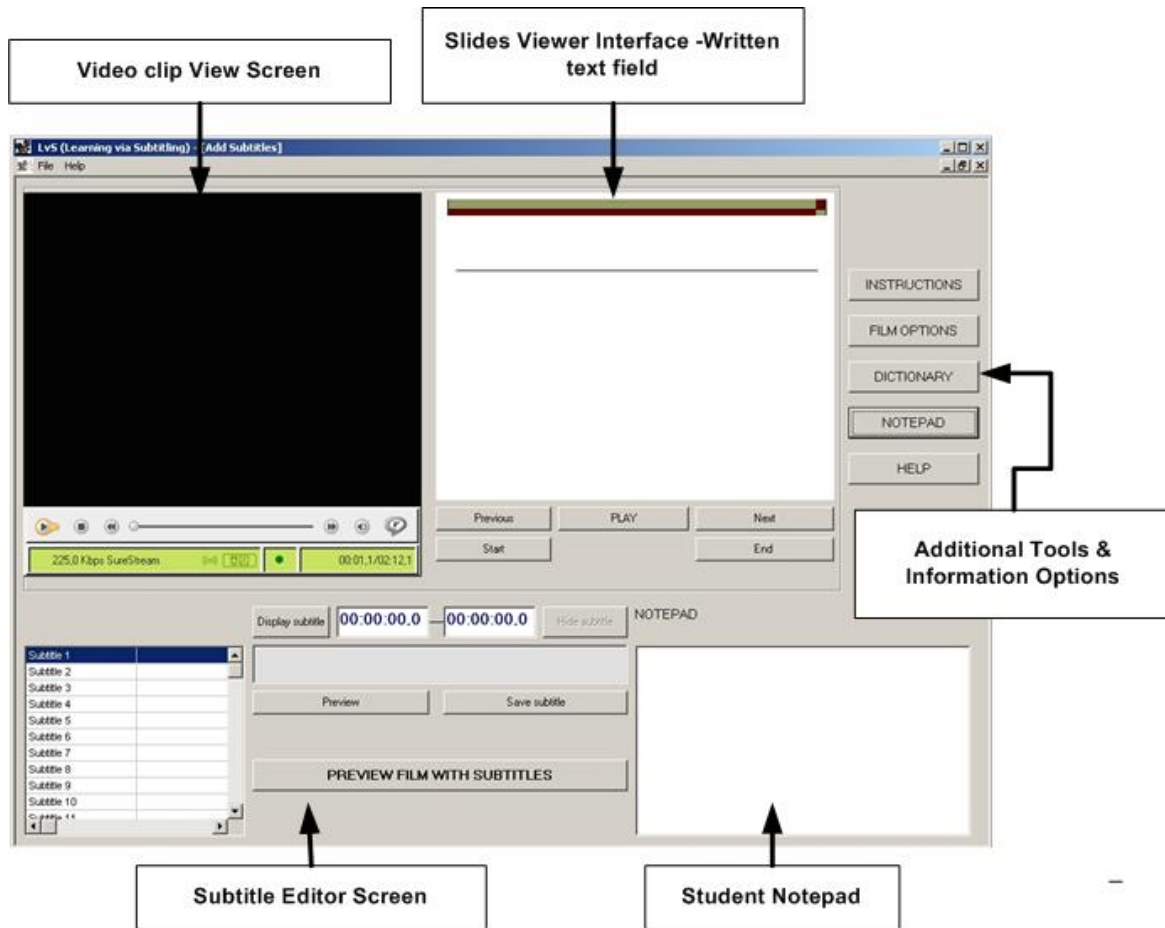 Video clip View Screen
Slides Viewer Interface -Written
text field
LvS (Learning via Subtitling) - [Add Subtitles]
File Help
INSTRUCTIONS
FILM OPTIONS
DICTIONARY
NOTEPAD
HELP
Previous PLAY Next
Start End
225,0 Kbps SureStream 00:01,1/02:12,1
Additional Tools &
Information Options
Display subtitle 00:00:00.0 — 00:00:00.0 Hide subtitle NOTEPAD
Subtitle 1
Subtitle 2
Subtitle 3
Subtitle 4
Subtitle 5
Subtitle 6
Subtitle 7
Subtitle 8
Subtitle 9
Subtitle 10
Subtitle 11
Preview Save subtitle
PREVIEW FILM WITH SUBTITLES
Subtitle Editor Screen
Student Notepad